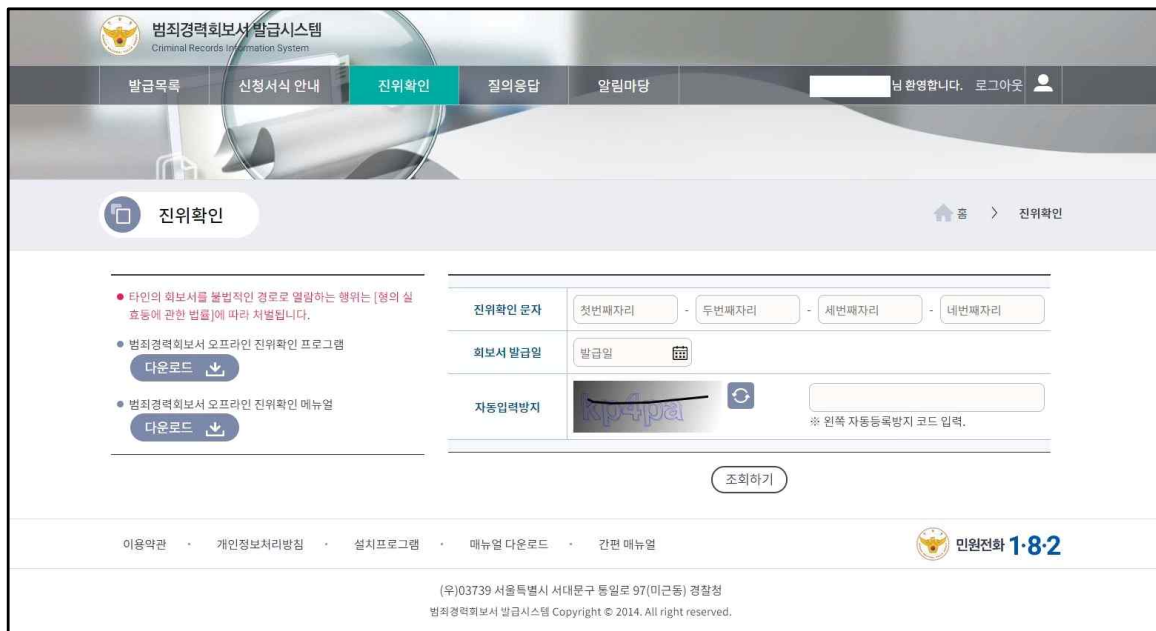 범죄경력회보서 발급시스템
Criminal Records Information System
발급목록 신청서식 안내 진위확인 질의응답 알림마당 님 환영합니다. 로그아웃
진위확인
홈 > 진위확인
● 타인의 회보서를 불법적인 경로로 열람하는 행위는 [형의 실
효등에 관한 법률]에 따라 처벌됩니다.
● 범죄경력회보서 오프라인 진위확인 프로그램
다운로드
● 범죄경력회보서 오프라인 진위확인 메뉴얼
다운로드
진위확인 문자 첫번째자리 - 두번째자리 - 세번째자리 - 네번째자리
회보서 발급일 발급일
자동입력방지 kp4pa
※ 왼쪽 자동등록방지 코드 입력.
조회하기
이용약관 · 개인정보처리방침 · 설치프로그램 · 매뉴얼 다운로드 · 간편 매뉴얼
민원전화 1·8·2
(우)03739 서울특별시 서대문구 통일로 97(미근동) 경찰청
범죄경력회보서 발급시스템 Copyright © 2014. All right reserved.